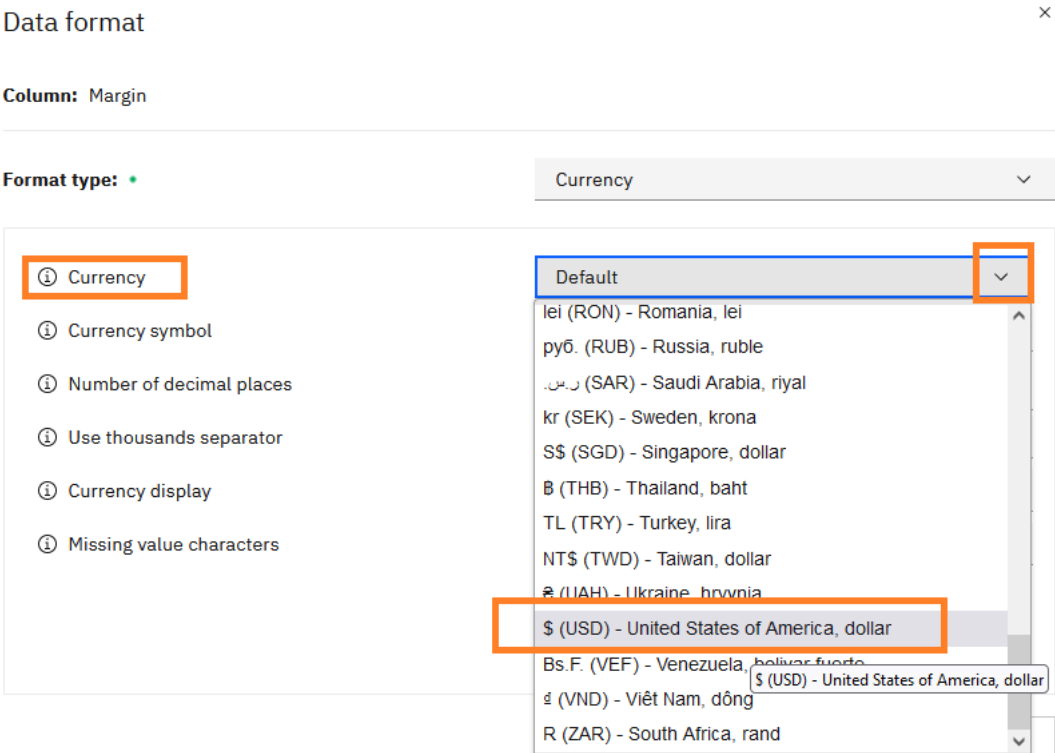 Data format
Column: Margin
Format type:
Currency
Currency
Default
Currency symbol
Number of decimal places
Use thousands separator
Currency display
Missing value characters
lei (RON) - Romania, lei
руб. (RUB) - Russia, ruble
ر.س. (SAR) - Saudi Arabia, riyal
kr (SEK) - Sweden, krona
S$ (SGD) - Singapore, dollar
฿ (THB) - Thailand, baht
TL (TRY) - Turkey, lira
NT$ (TWD) - Taiwan, dollar
₴ (UAH) - Ukraine, hryvnia
$ (USD) - United States of America, dollar
Bs.F. (VEF) - Venezuela, bolivar fuerte
$ (USD) - United States of America, dollar
₫ (VND) - Viêt Nam, dông
R (ZAR) - South Africa, rand